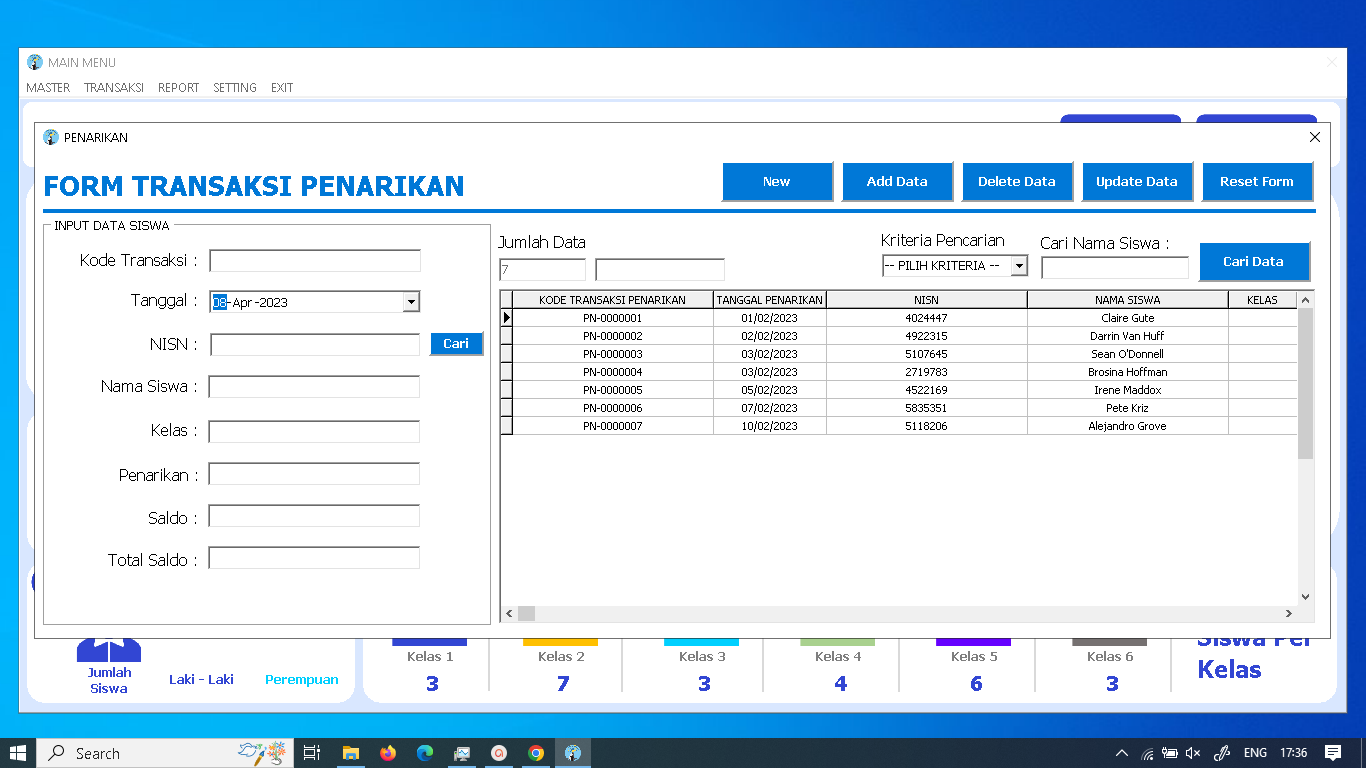 MAIN MENU
MASTER TRANSAKSI REPORT SETTING EXIT
PENARIKAN
FORM TRANSAKSI PENARIKAN
New Add Data Delete Data Update Data Reset Form
INPUT DATA SISWA
Kode Transaksi :
Tanggal : 08-Apr-2023
NISN : Cari
Nama Siswa :
Kelas :
Penarikan :
Saldo :
Total Saldo :
Jumlah Data
7
Kriteria Pencarian
-- PILIH KRITERIA --
Cari Nama Siswa :
Cari Data
KODE TRANSAKSI PENARIKAN TANGGAL PENARIKAN NISN NAMA SISWA KELAS
PN-0000001 01/02/2023 4024447 Claire Gute
PN-0000002 02/02/2023 4922315 Darrin Van Huff
PN-0000003 03/02/2023 5107645 Sean O'Donnell
PN-0000004 03/02/2023 2719783 Brosina Hoffman
PN-0000005 05/02/2023 4522169 Irene Maddox
PN-0000006 07/02/2023 5835351 Pete Kriz
PN-0000007 10/02/2023 5118206 Alejandro Grove
Jumlah
Siswa
Laki - Laki Perempuan
Kelas 1 Kelas 2 Kelas 3 Kelas 4 Kelas 5 Kelas 6
3 7 3 4 6 3
Siswa Per
Kelas
Search
ENG 17:36